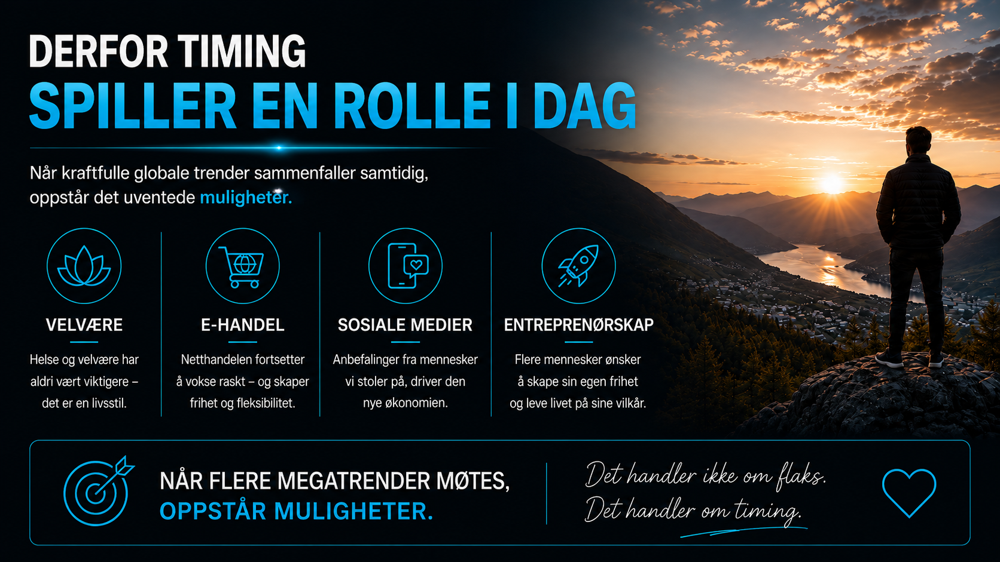 DERFOR TIMING
SPILLER EN ROLLE I DAG
Når kraftfulle globale trender sammenfaller samtidig,
oppstår det uventede muligheter.
VELVÆRE
Helse og velvære har
aldri vært viktigere –
det er en livsstil.
E-HANDEL
Netthandelen fortsetter
å vokse raskt – og skaper
frihet og fleksibilitet.
SOSIALE MEDIER
Anbefalinger fra mennesker
vi stoler på, driver den
nye økonomien.
ENTREPRENØRSKAP
Flere mennesker ønsker
å skape sin egen frihet
og leve livet på sine vilkår.
NÅR FLERE MEGATRENDER MØTES,
OPPSTÅR MULIGHETER.
Det handler ikke om flaks.
Det handler om timing.